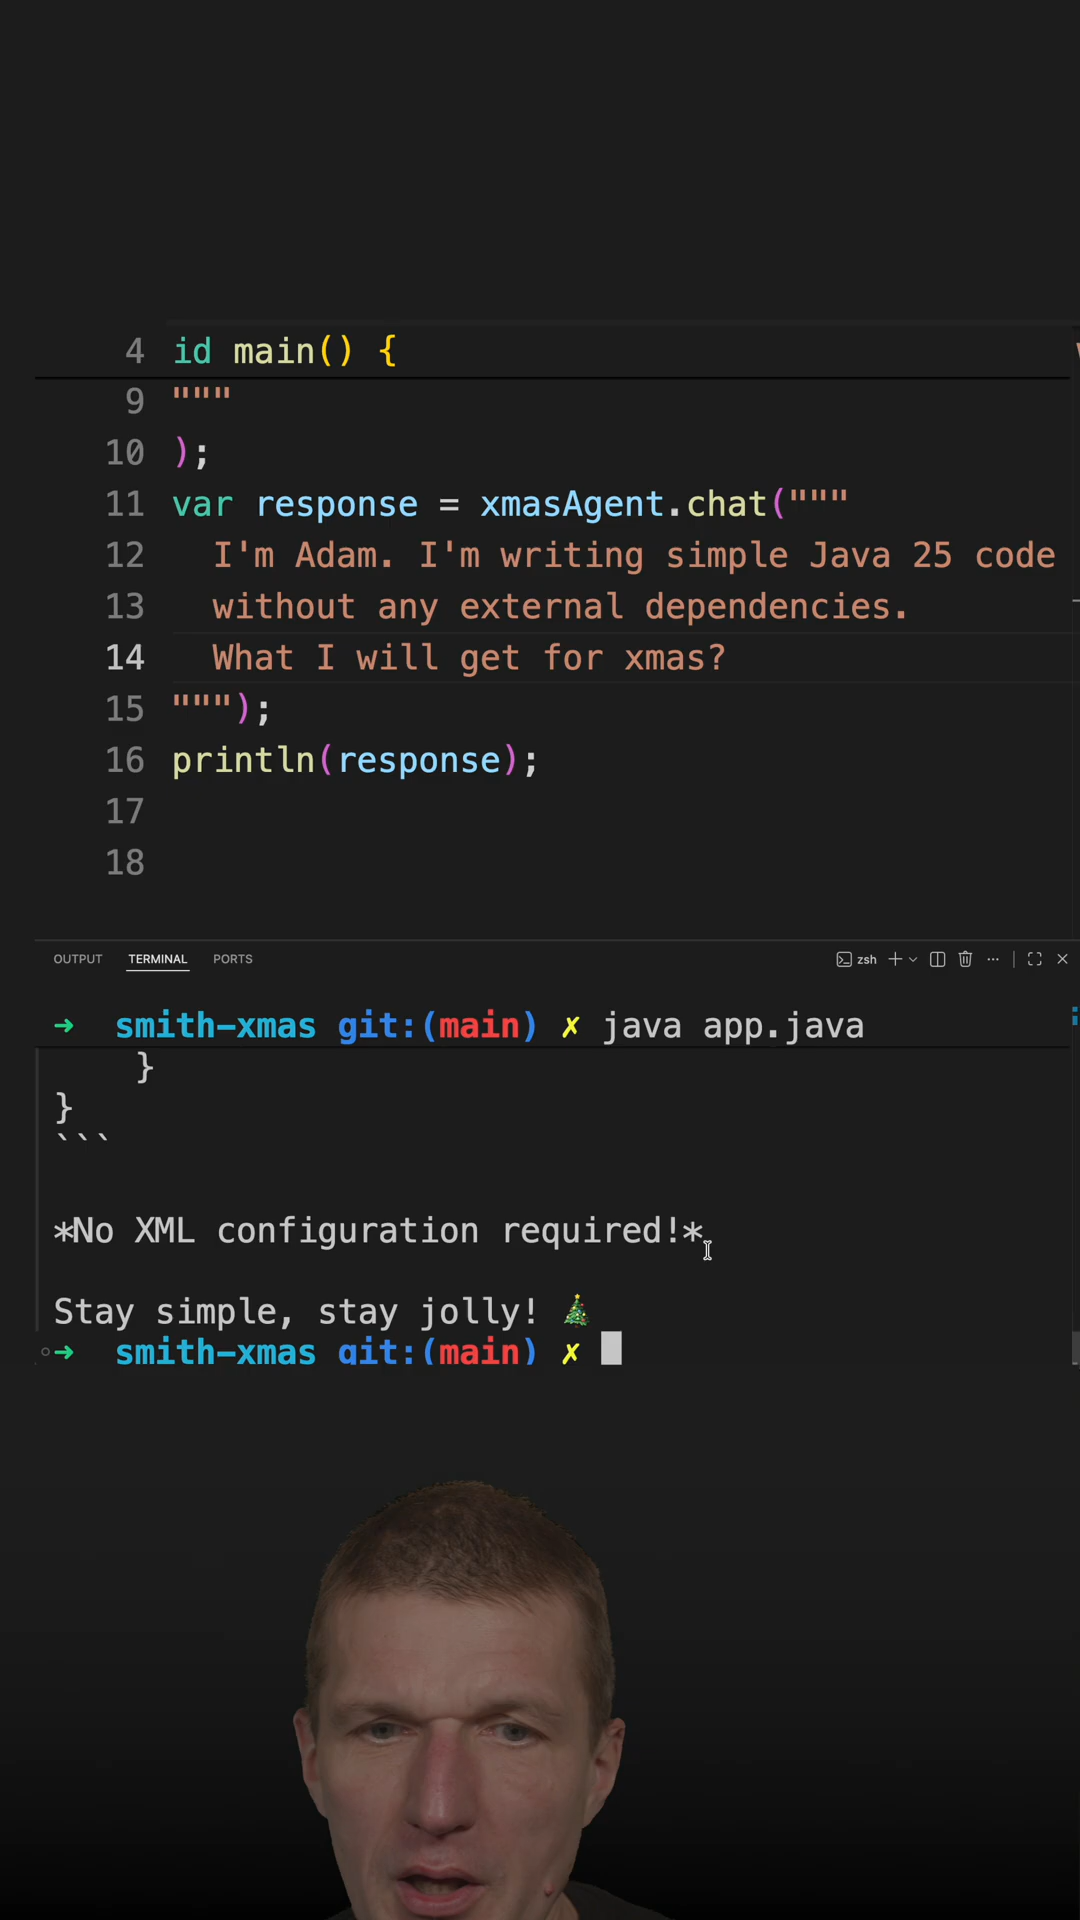 4 id main() {
9 """
10 );
11 var response = xmasAgent.chat("""
12 I'm Adam. I'm writing simple Java 25 code
13 without any external dependencies.
14 What I will get for xmas?
15 """);
16 println(response);
17
18
OUTPUT TERMINAL PORTS zsh
➜ smith-xmas git:(main) ✗ java app.java
}
}
```
*No XML configuration required!*
Stay simple, stay jolly! 🎄
➜ smith-xmas git:(main) ✗